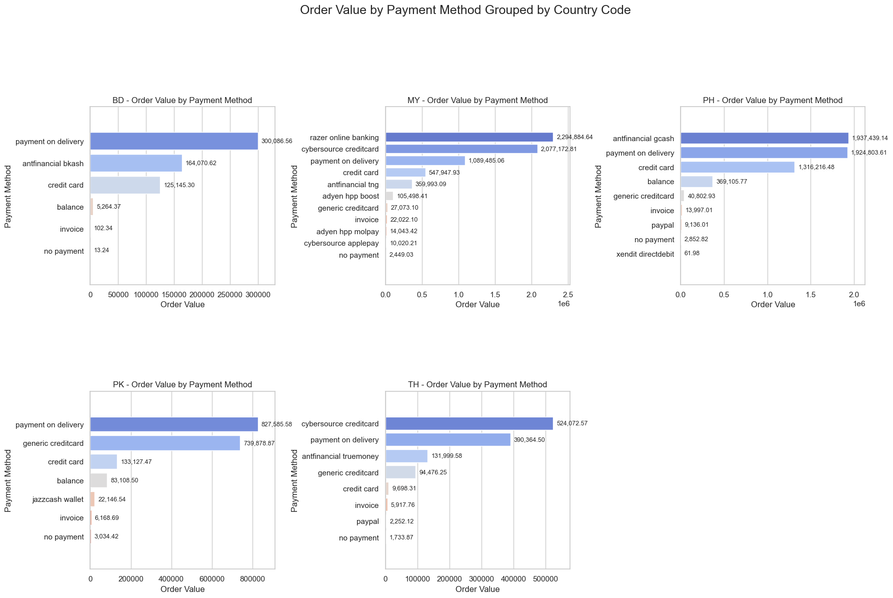 Order Value by Payment Method Grouped by Country Code
BD - Order Value by Payment Method
Payment Method
payment on delivery 300,086.56
antfinancial bkash 164,070.62
credit card 125,145.30
balance 5,264.37
invoice 102.34
no payment 13.24
0 50000 100000 150000 200000 250000 300000
Order Value
MY - Order Value by Payment Method
Payment Method
razer online banking 2,294,884.64
cybersource creditcard 2,077,172.81
payment on delivery 1,089,485.06
credit card 547,947.93
antfinancial tng 359,993.09
adyen hpp boost 105,498.41
generic creditcard 27,073.10
invoice 22,022.10
adyen hpp molpay 14,043.42
cybersource applepay 10,020.21
no payment 2,449.03
0.0 0.5 1.0 1.5 2.0 2.5
Order Value 1e6
PH - Order Value by Payment Method
Payment Method
antfinancial gcash 1,937,439.14
payment on delivery 1,924,803.61
credit card 1,316,216.48
balance 369,105.77
generic creditcard 40,802.93
invoice 13,997.01
paypal 9,136.01
no payment 2,852.82
xendit directdebit 61.98
0.0 0.5 1.0 1.5 2.0
Order Value 1e6
PK - Order Value by Payment Method
Payment Method
payment on delivery 827,585.58
generic creditcard 739,878.87
credit card 133,127.47
balance 83,108.50
jazzcash wallet 22,146.54
invoice 6,168.69
no payment 3,034.42
0 200000 400000 600000 800000
Order Value
TH - Order Value by Payment Method
Payment Method
cybersource creditcard 524,072.57
payment on delivery 390,364.50
antfinancial truemoney 131,999.58
generic creditcard 94,476.25
credit card 9,698.31
invoice 5,917.76
paypal 2,252.12
no payment 1,733.87
0 100000 200000 300000 400000 500000
Order Value